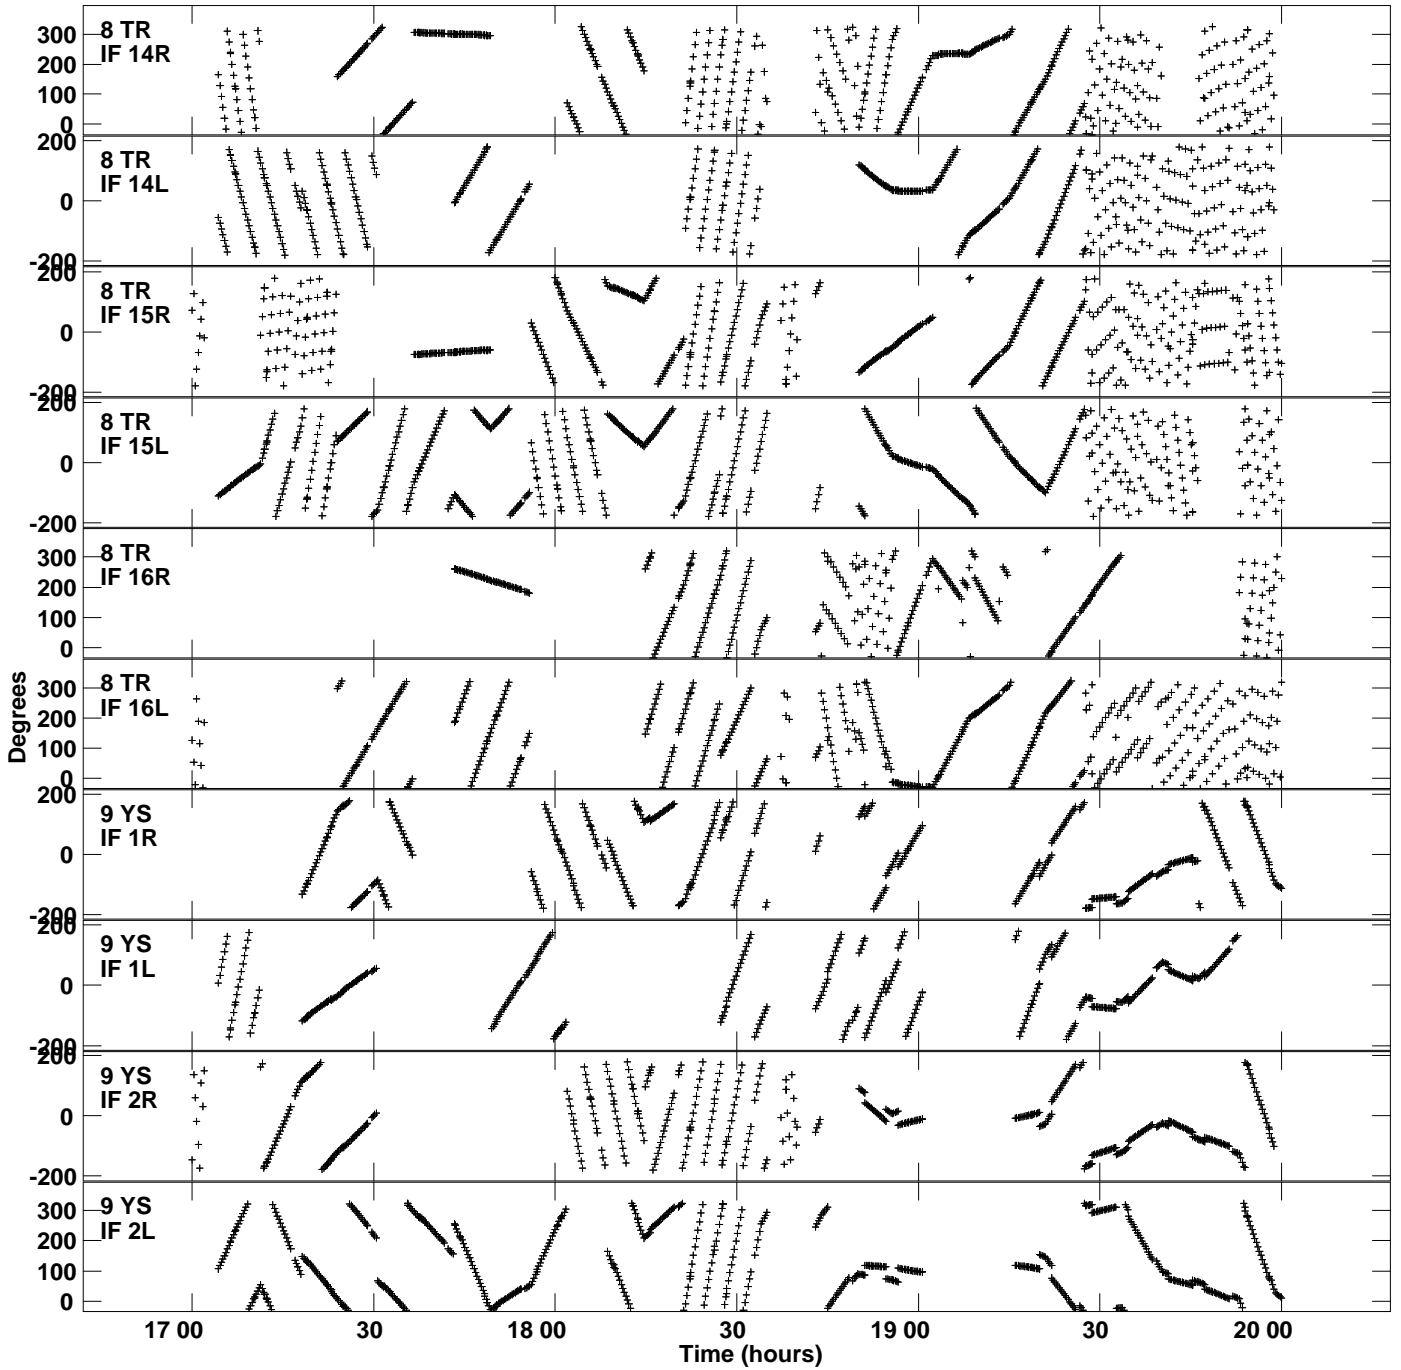 8 TR
IF 14R
300
200
100
0
200
8 TR
IF 14L
0
-200
200
8 TR
IF 15R
0
-200
200
8 TR
IF 15L
0
-200
8 TR
IF 16R
300
200
100
0
8 TR
IF 16L
300
200
100
0
200
9 YS
IF 1R
0
-200
200
9 YS
IF 1L
0
-200
200
9 YS
IF 2R
0
-200
9 YS
IF 2L
300
200
100
0
Degrees
17 00 30 18 00 30 19 00 30 20 00
Time (hours)